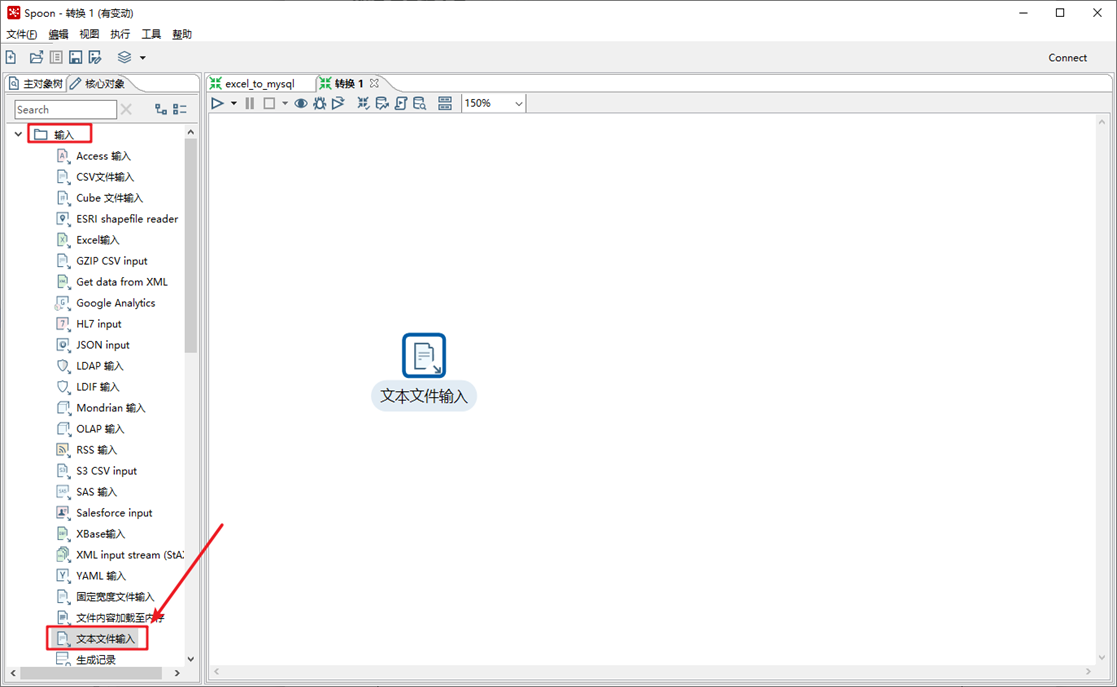 Spoon - 转换 1 (有变动)
文件(F) 编辑 视图 执行 工具 帮助
Connect
主对象树 核心对象
excel_to_mysql 转换 1
Search
150%
输入
Access 输入
CSV文件输入
Cube 文件输入
ESRI shapefile reader
Excel输入
GZIP CSV input
Get data from XML
Google Analytics
HL7 input
JSON input
LDAP 输入
LDIF 输入
Mondrian 输入
OLAP 输入
RSS 输入
S3 CSV input
SAS 输入
Salesforce input
XBase输入
XML input stream (StAX
YAML 输入
固定宽度文件输入
文件内容加载至内存
文本文件输入
生成记录
文本文件输入